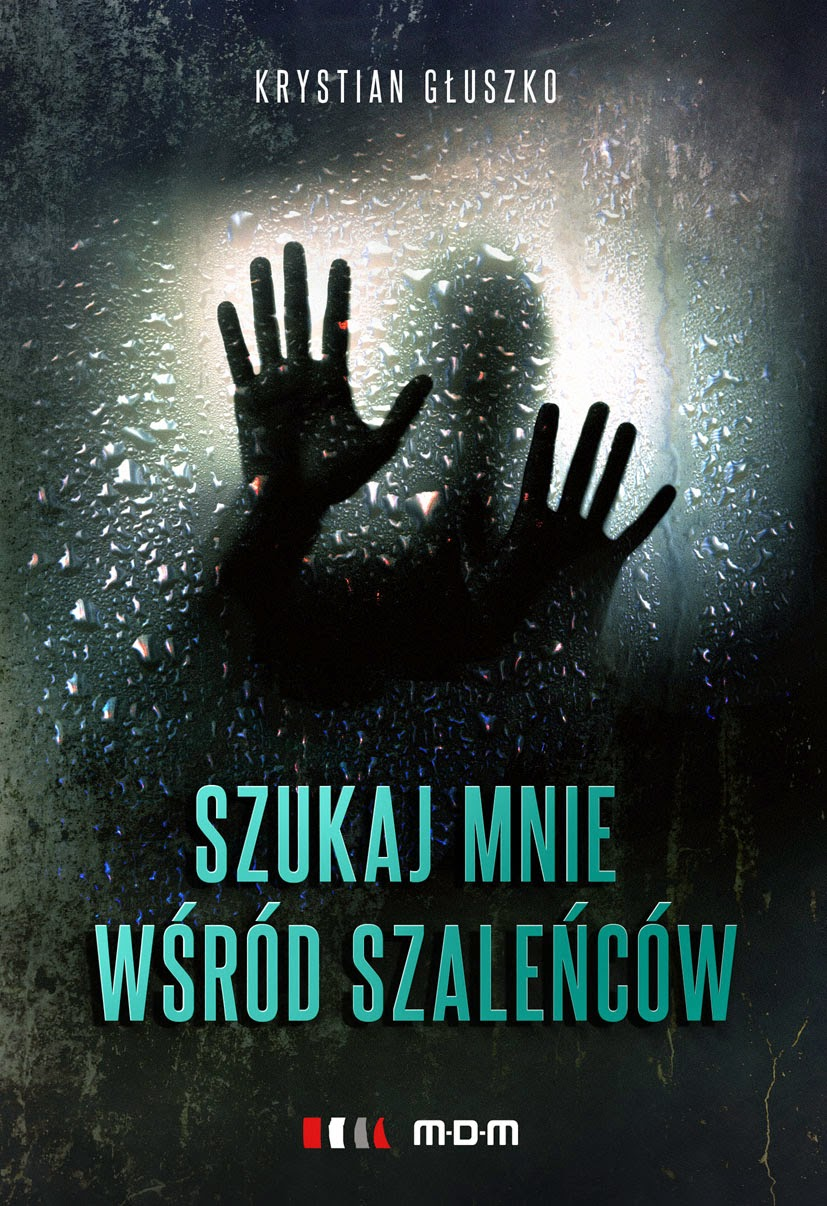 KRYSTIAN GŁUSZKO
SZUKAJ MNIE
WŚRÓD SZALEŃCÓW
M-D-M